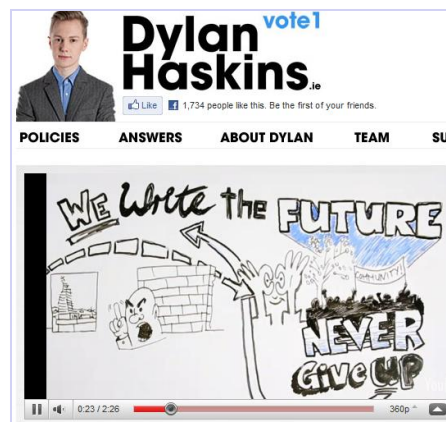 vote1
Dylan
Haskins.ie
Like 1,734 people like this. Be the first of your friends.
POLICIES ANSWERS ABOUT DYLAN TEAM SU
WE Write the FUTURE
COMMUNITY!
NEVER
GiVE UP
0:23 / 2:26 360p